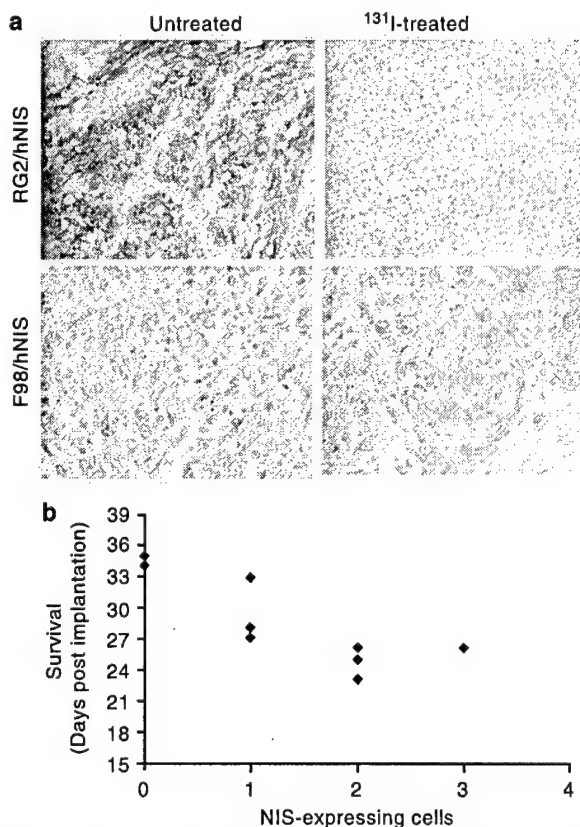 a
Untreated
131I-treated
RG2/hNIS
F98/hNIS
b
Survival
(Days post implantation)
39
36
33
30
27
24
21
18
15
0 1 2 3 4
NIS-expressing cells